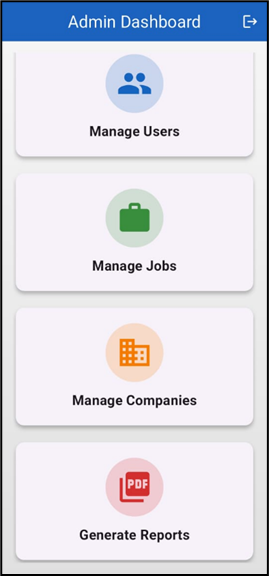 Admin Dashboard
Manage Users
Manage Jobs
Manage Companies
PDF
Generate Reports